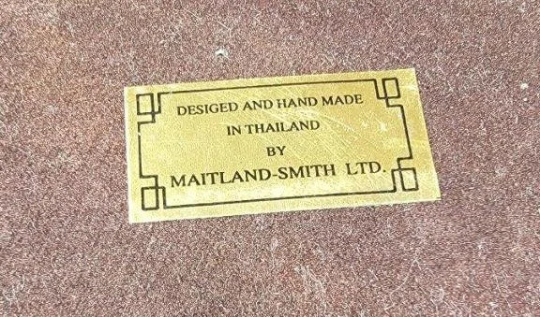 DESIGED AND HAND MADE
IN THAILAND
BY
MAITLAND-SMITH LTD.